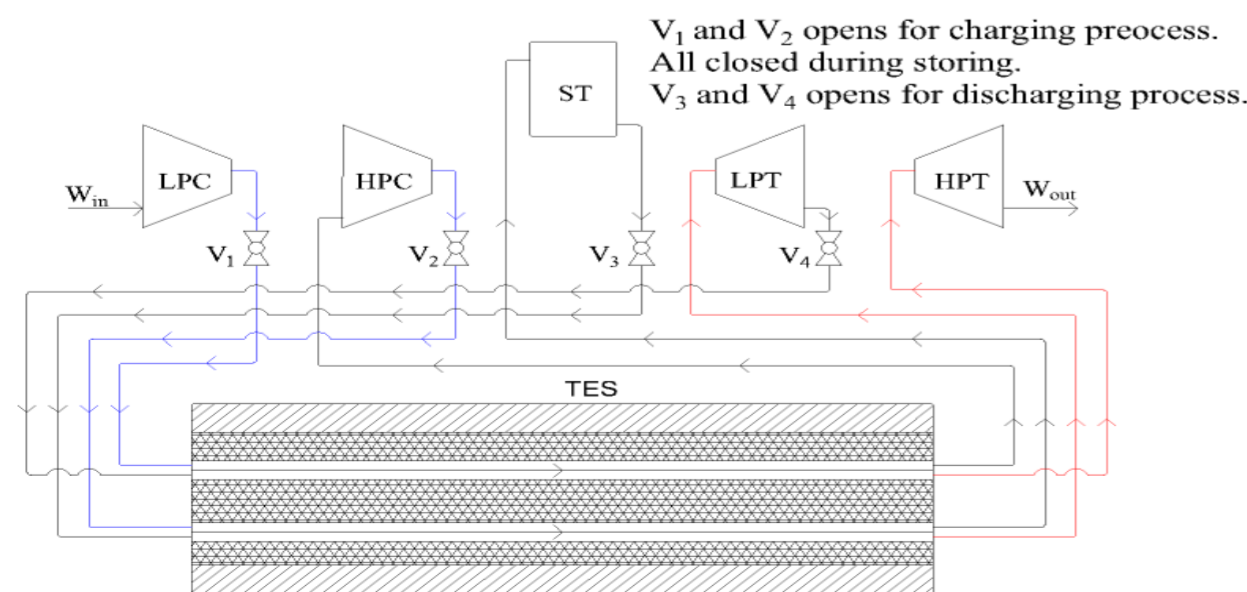 V₁ and V₂ opens for charging preocess.
All closed during storing.
V₃ and V₄ opens for discharging process.
ST
LPC
HPC
LPT
HPT
Wᵢₙ
Wₒᵤₜ
V₁
V₂
V₃
V₄
TES